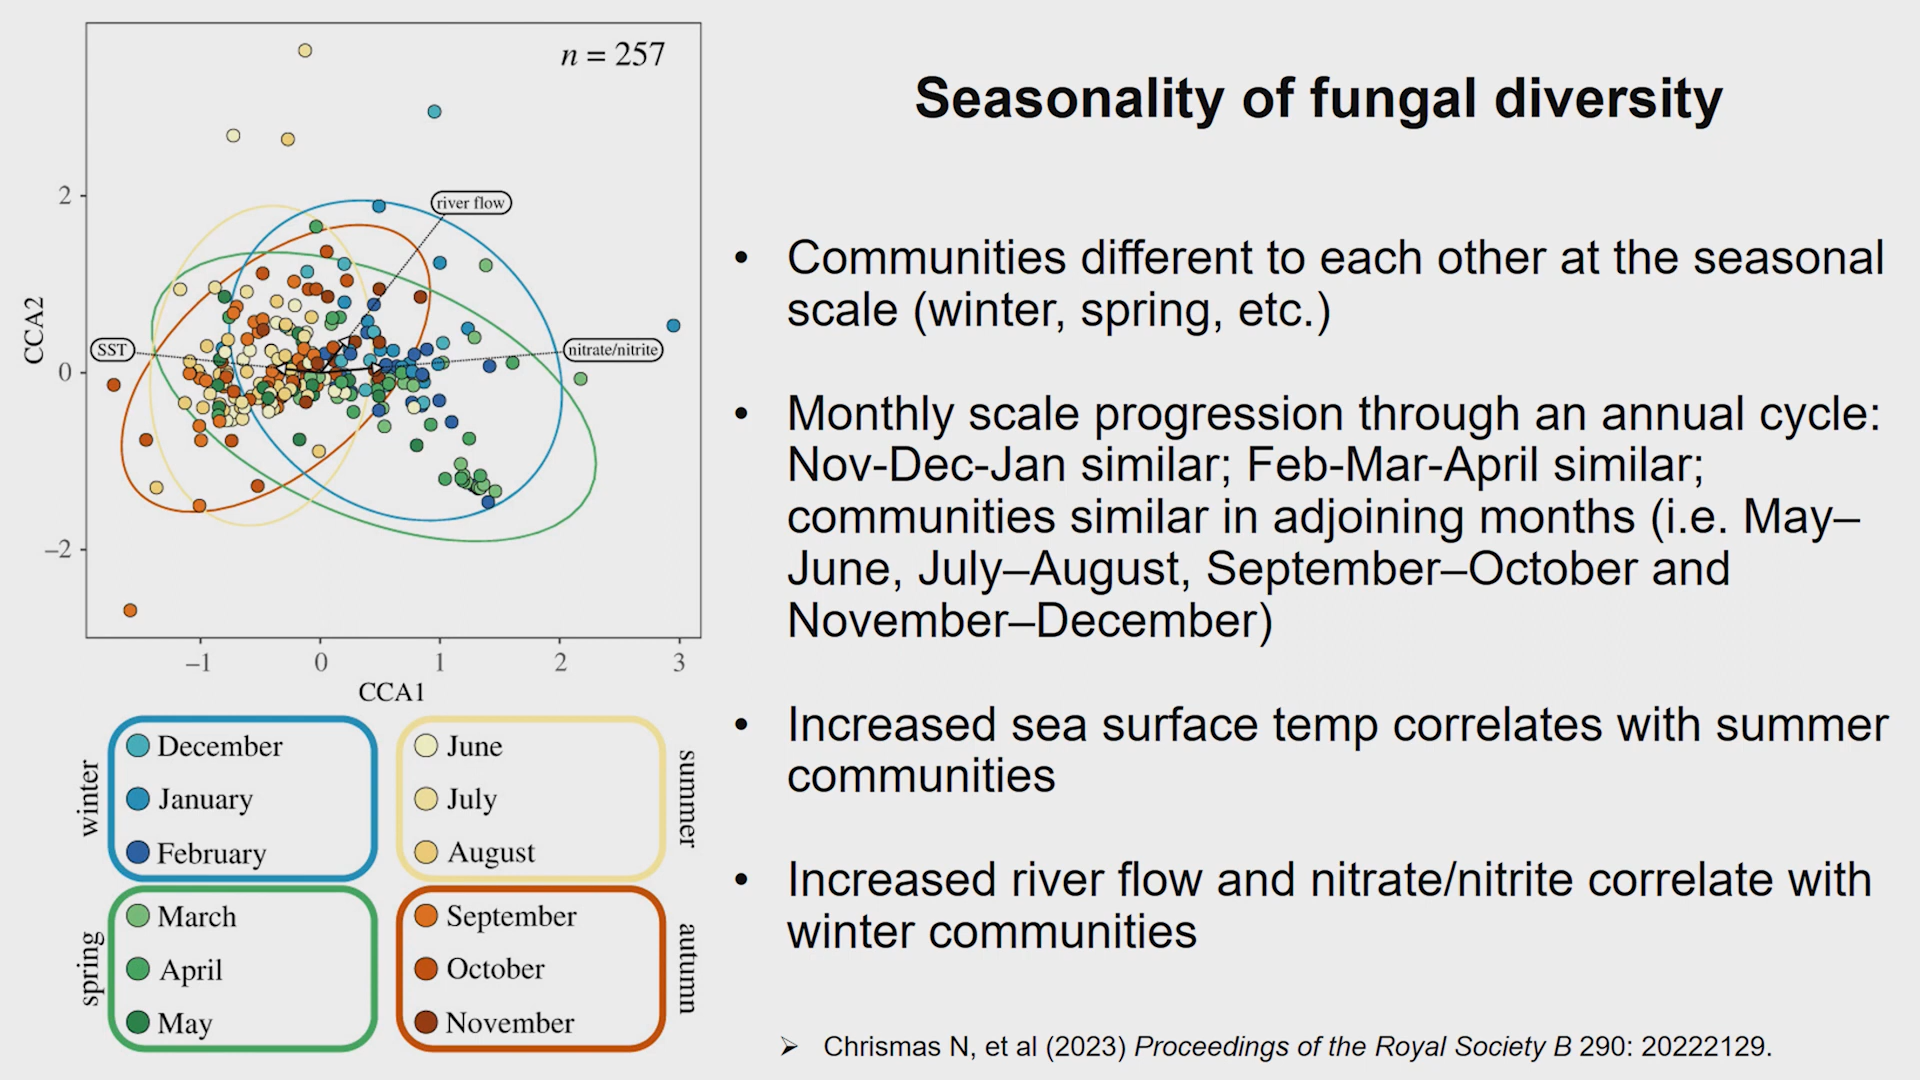 n = 257
river flow
SST
nitrate/nitrite
CCA2
2
0
–2
–1
0
1
2
3
CCA1
winter
December
January
February
summer
June
July
August
spring
March
April
May
autumn
September
October
November
Seasonality of fungal diversity
• Communities different to each other at the seasonal
scale (winter, spring, etc.)
• Monthly scale progression through an annual cycle:
Nov-Dec-Jan similar; Feb-Mar-April similar;
communities similar in adjoining months (i.e. May–
June, July–August, September–October and
November–December)
• Increased sea surface temp correlates with summer
communities
• Increased river flow and nitrate/nitrite correlate with
winter communities
➢ Chrismas N, et al (2023) Proceedings of the Royal Society B 290: 20222129.